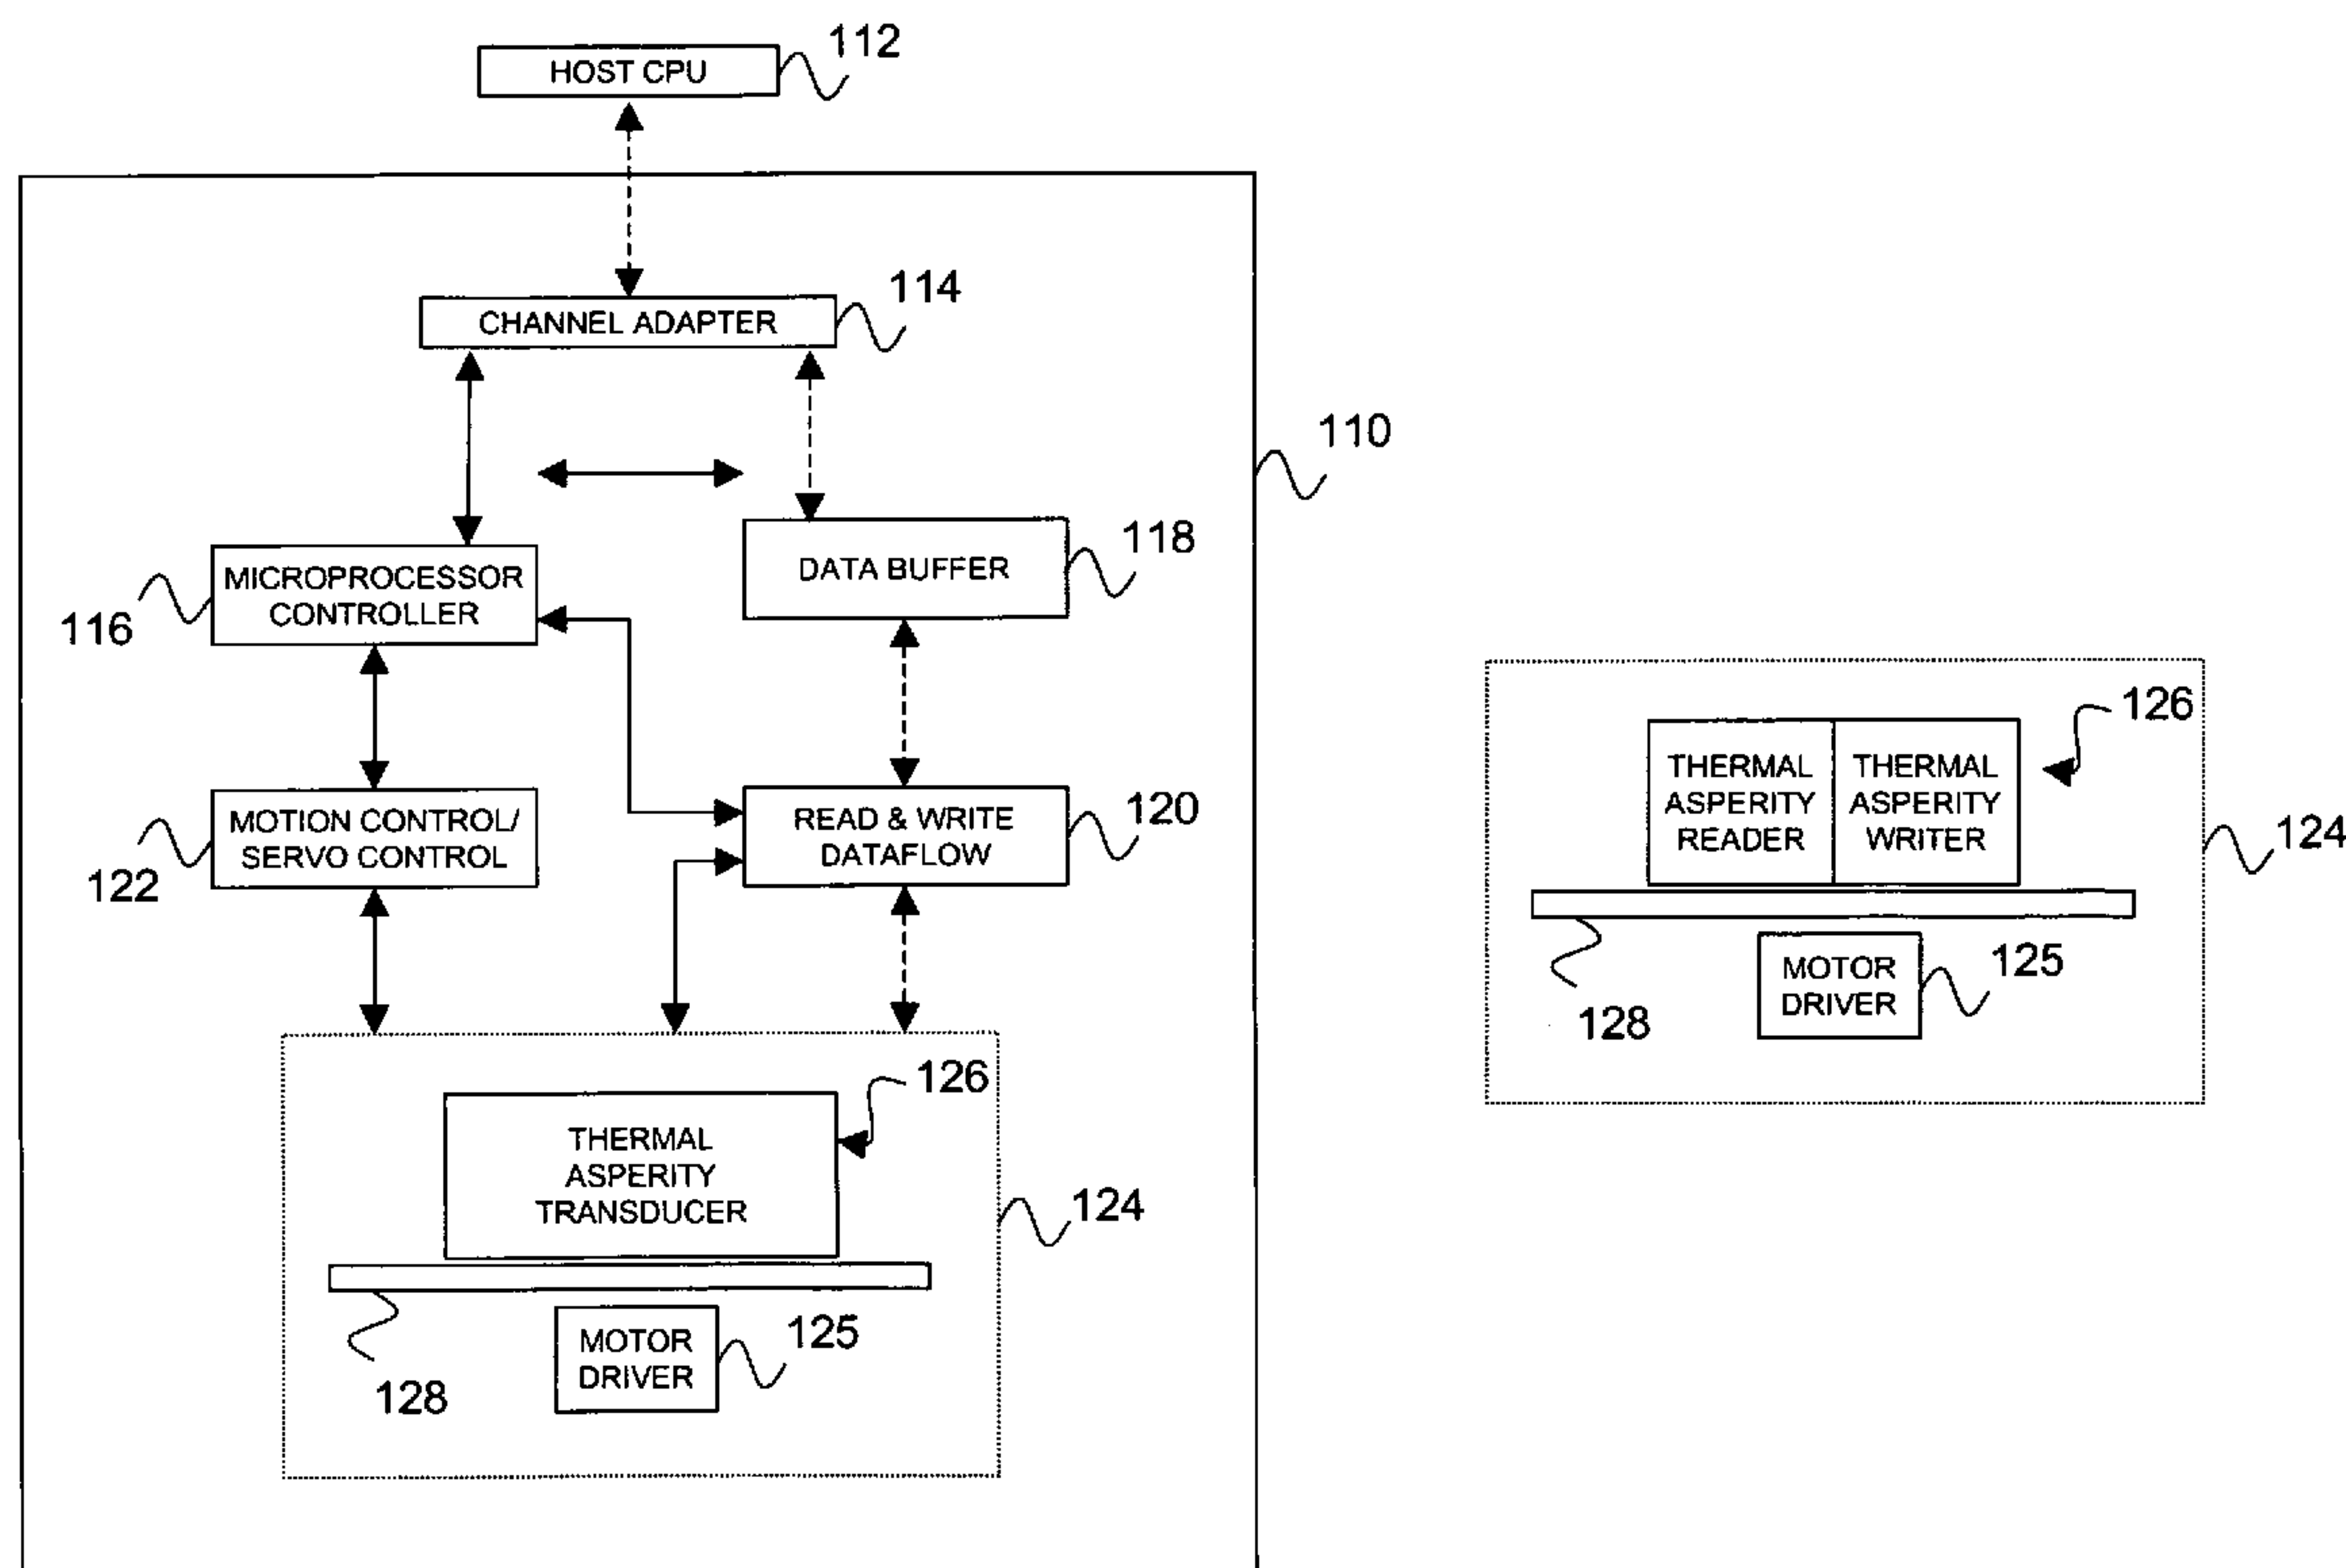 112
HOST CPU
114
CHANNEL ADAPTER
110
118
DATA BUFFER
MICROPROCESSOR
CONTROLLER
116
120
READ & WRITE
DATAFLOW
MOTION CONTROL/
SERVO CONTROL
122
126
THERMAL
ASPERITY
TRANSDUCER
124
125
MOTOR
DRIVER
128
126
THERMAL
ASPERITY
READER
THERMAL
ASPERITY
WRITER
124
125
MOTOR
DRIVER
128